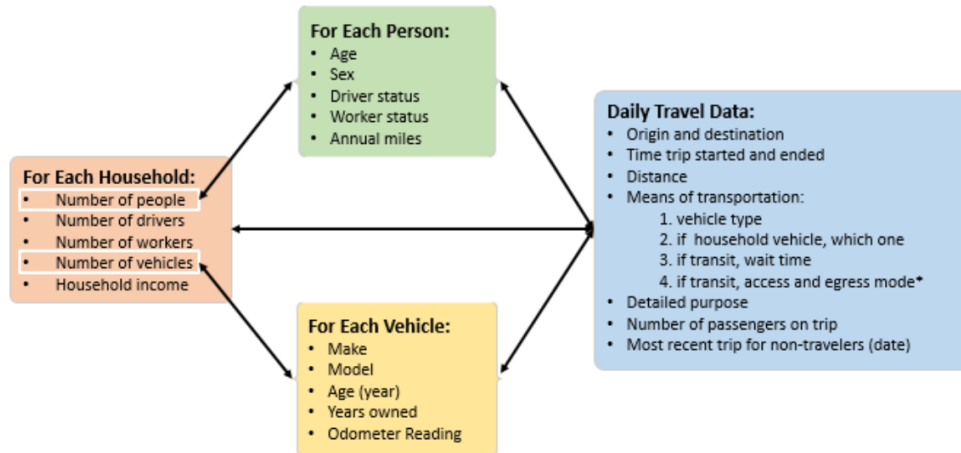 For Each Person:
• Age
• Sex
• Driver status
• Worker status
• Annual miles
For Each Household:
• Number of people
• Number of drivers
• Number of workers
• Number of vehicles
• Household income
For Each Vehicle:
• Make
• Model
• Age (year)
• Years owned
• Odometer Reading
Daily Travel Data:
• Origin and destination
• Time trip started and ended
• Distance
• Means of transportation:
1. vehicle type
2. if household vehicle, which one
3. if transit, wait time
4. if transit, access and egress mode*
• Detailed purpose
• Number of passengers on trip
• Most recent trip for non-travelers (date)